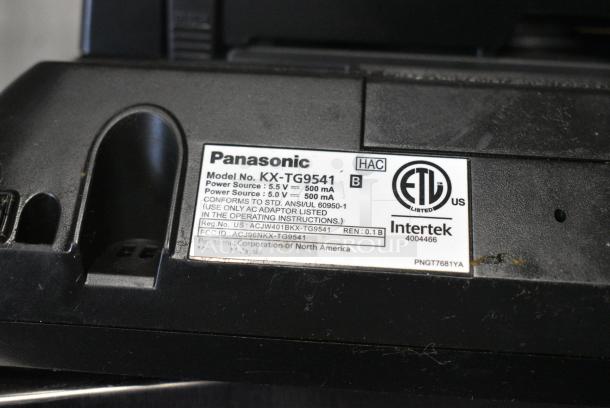 Panasonic HAC
Model No. KX-TG9541 B
Power Source : 5.5 V 500 mA
Power Source : 5.0 V 500 mA
CONFORMS TO STD. ANSI/UL 60950-1
(USE ONLY AC ADAPTOR LISTED
IN THE OPERATING INSTRUCTIONS.)
Reg.No. US : ACJW401BKX-TG9541 REN : 0.1B
FCC ID : ACJ96NKX-TG9541
Corporation of North America
ETL US
LISTED
Intertek
4004466
PNGT7681YA